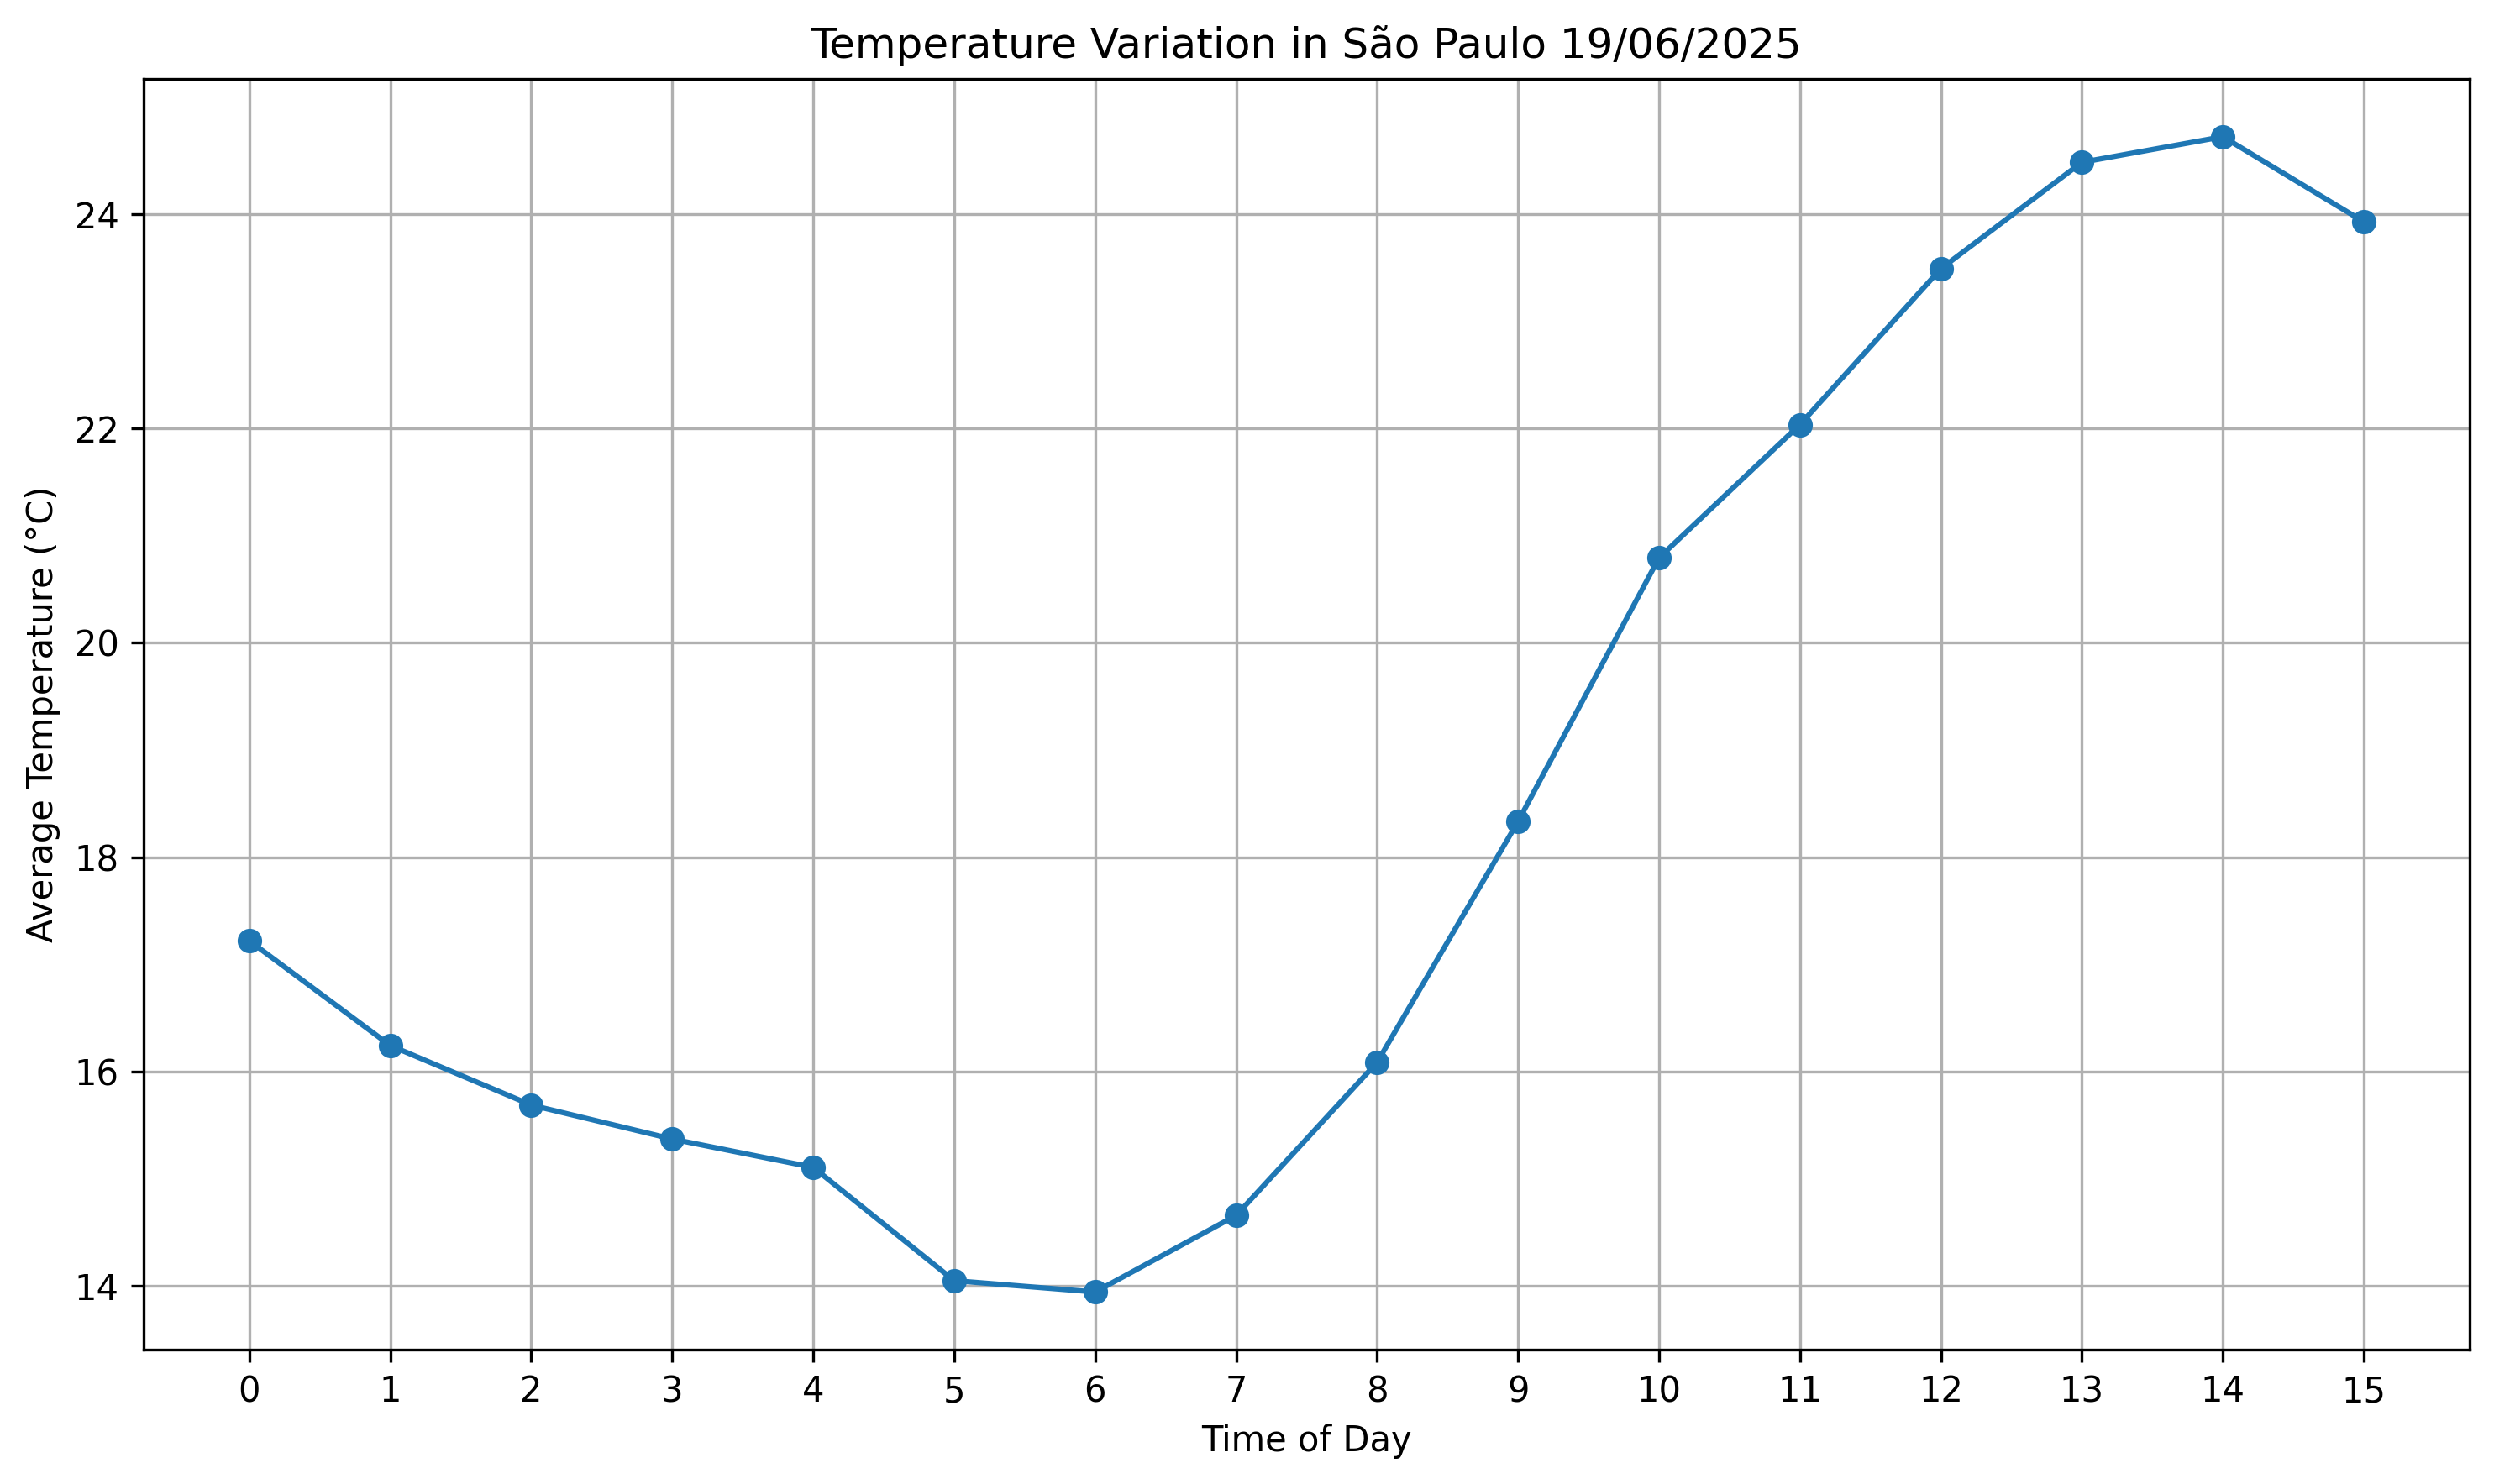 Temperature Variation in São Paulo 19/06/2025
Average Temperature (°C)
24
22
20
18
16
14
0 1 2 3 4 5 6 7 8 9 10 11 12 13 14 15
Time of Day